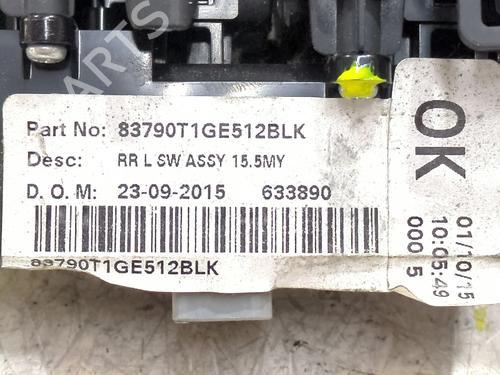 PARTS
Part No: 83790T1GE512BLK
Desc: RR L SW ASSY 15.5MY
D. O. M: 23-09-2015 633890
83790T1GE512BLK
OK
01/10/15
10:05:49
000 5